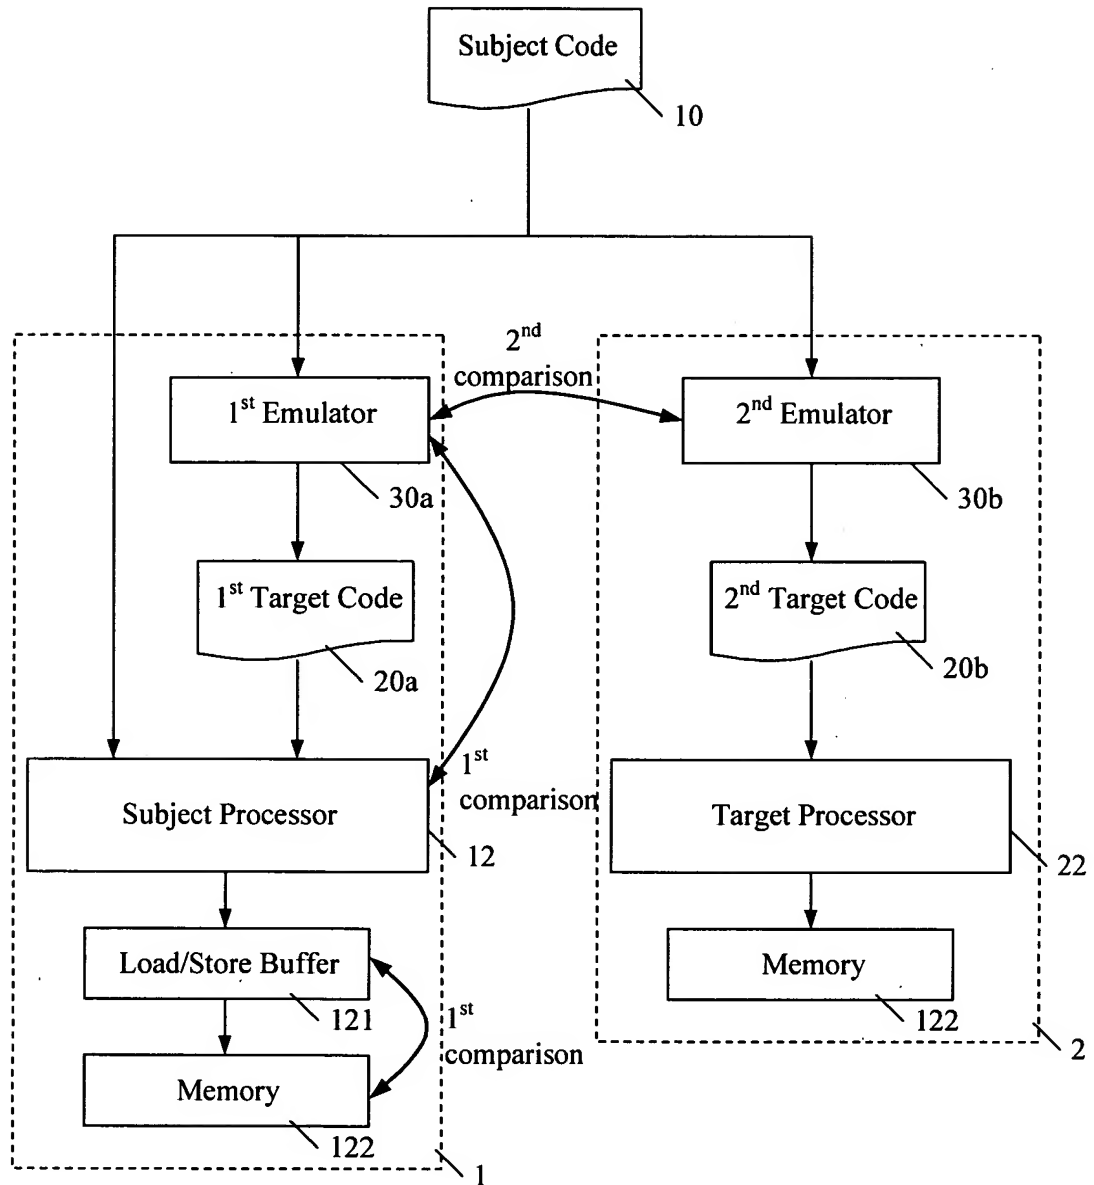 Subject Code
10
2nd
comparison
1st Emulator
2nd Emulator
30a
30b
1st Target Code
2nd Target Code
20a
20b
1st
comparison
Subject Processor
Target Processor
12
22
Load/Store Buffer
Memory
121
122
1st
comparison
2
Memory
122
1